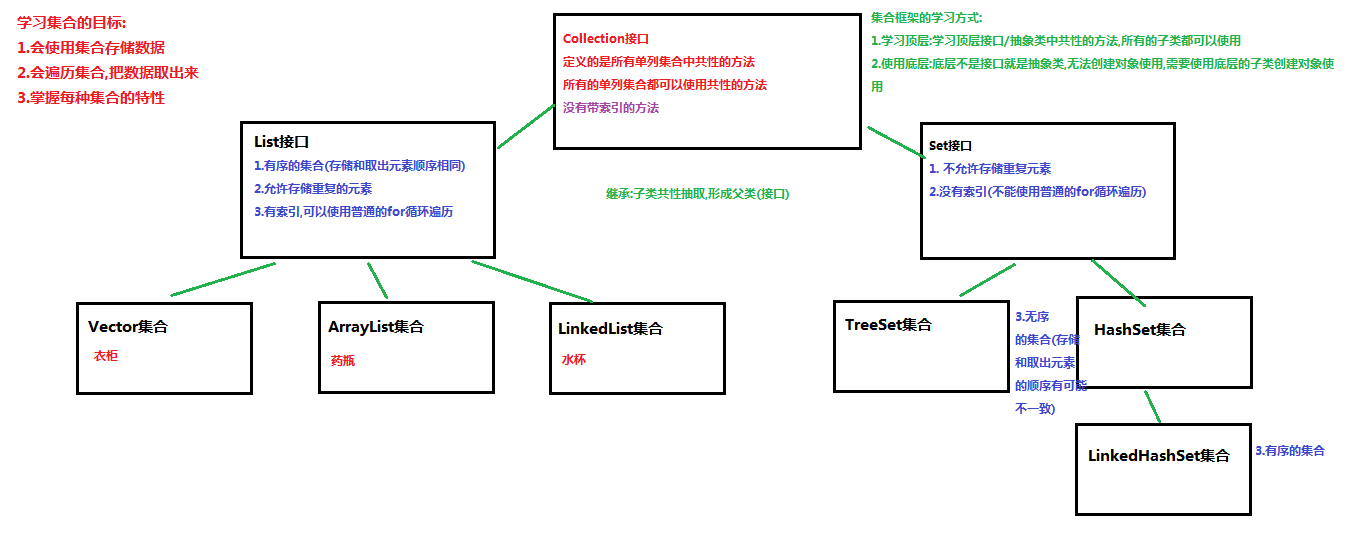 学习集合的目标:
1.会使用集合存储数据
2.会遍历集合,把数据取出来
3.掌握每种集合的特性
Collection接口
定义的是所有单列集合中共性的方法
所有的单列集合都可以使用共性的方法
没有带索引的方法
集合框架的学习方式:
1.学习顶层:学习顶层接口/抽象类中共性的方法,所有的子类都可以使用
2.使用底层:底层不是接口就是抽象类,无法创建对象使用,需要使用底层的子类创建对象使
用
List接口
1.有序的集合(存储和取出元素顺序相同)
2.允许存储重复的元素
3.有索引,可以使用普通的for循环遍历
继承:子类共性抽取,形成父类(接口)
Set接口
1. 不允许存储重复元素
2.没有索引(不能使用普通的for循环遍历)
Vector集合
衣柜
ArrayList集合
药瓶
LinkedList集合
水杯
TreeSet集合
3.无序
的集合(存储
和取出元素
的顺序有可能
不一致)
HashSet集合
LinkedHashSet集合
3.有序的集合